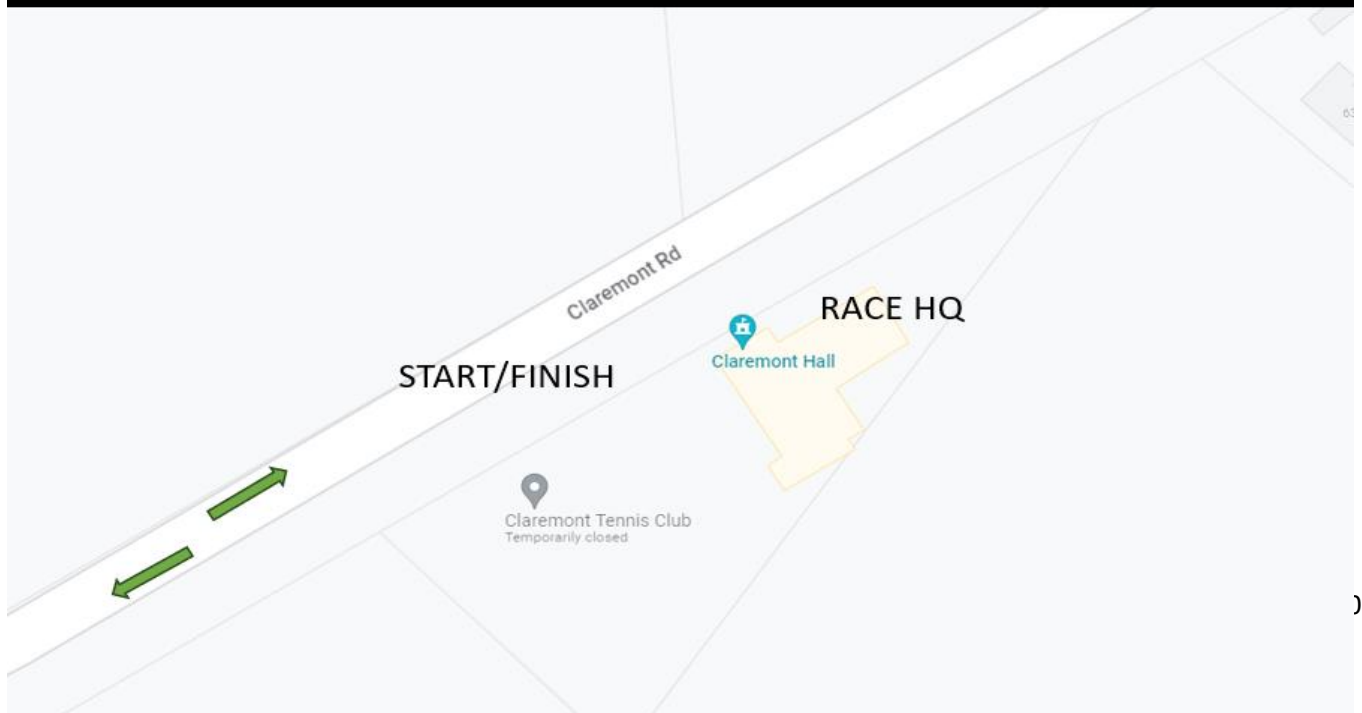 Claremont Rd
RACE HQ
Claremont Hall
START/FINISH
Claremont Tennis Club
Temporarily closed